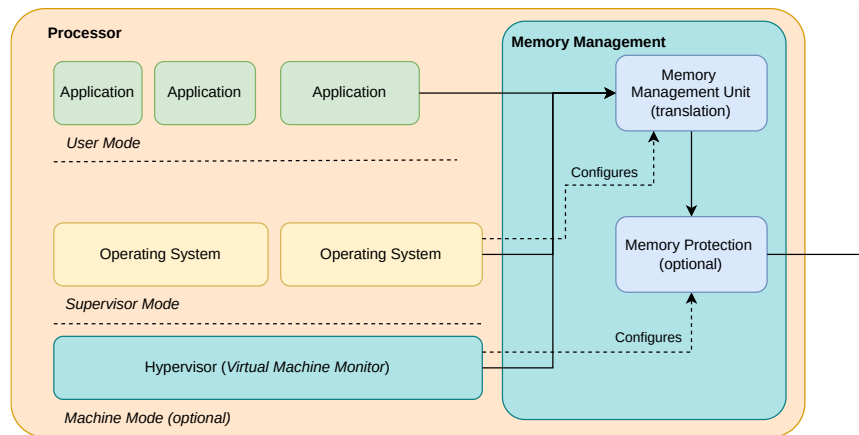 Processor
Memory Management
Application
Application
Application
Memory
Management Unit
(translation)
User Mode
Configures
Operating System
Operating System
Memory Protection
(optional)
Supervisor Mode
Configures
Hypervisor (Virtual Machine Monitor)
Machine Mode (optional)